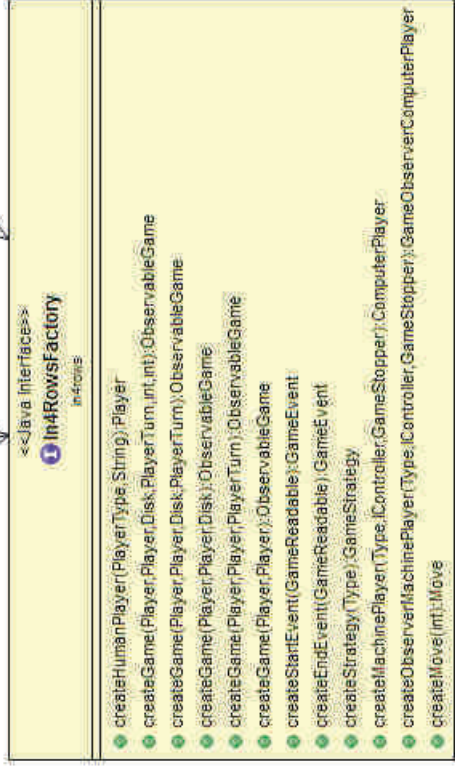 <<Java Interface>>
In4RowsFactory
in4rows
createHumanPlayer(PlayerType,String):Player
createGame(Player,Player,Disk,PlayerTurn,int,int):ObservableGame
createGame(Player,Player,Disk,PlayerTurn):ObservableGame
createGame(Player,Player,Disk):ObservableGame
createGame(Player,Player,PlayerTurn):ObservableGame
createGame(Player,Player):ObservableGame
createStartEvent(GameReadable):GameEvent
createEndEvent(GameReadable):GameEvent
createStrategy(Type):GameStrategy
createMachinePlayer(Type,IController,GameStopper):ComputerPlayer
createObserverMachinePlayer(Type,IController,GameStopper):GameObserverComputerPlayer
createMove(int):Move